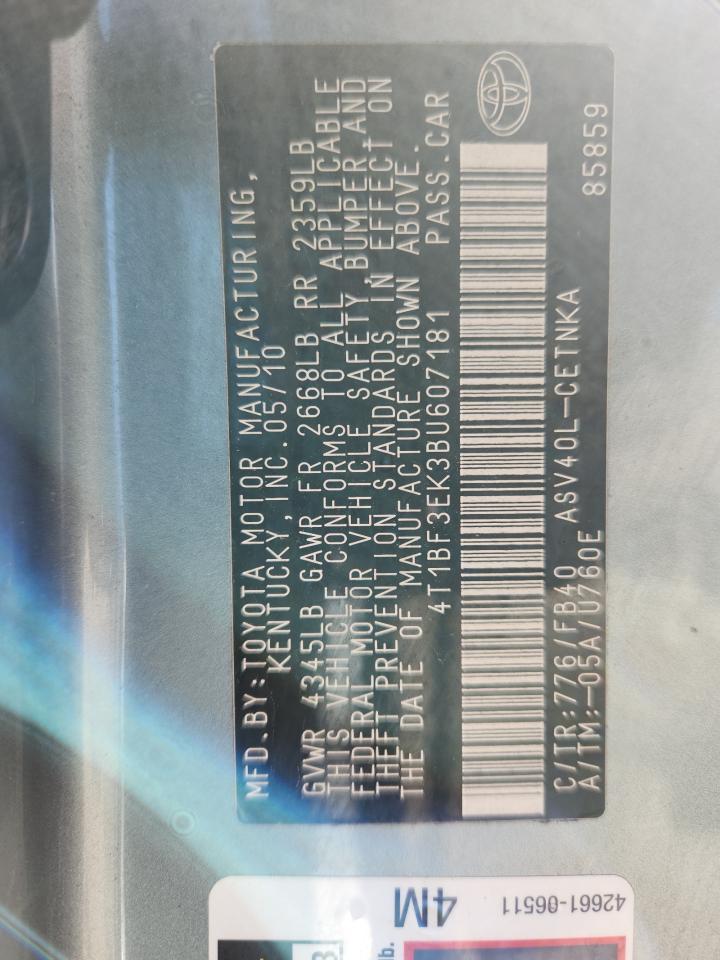 MFD.BY:TOYOTA MOTOR MANUFACTURING,
KENTUCKY,INC.05/10
GVWR 4345LB GAWR FR 2668LB RR 2359LB
THIS VEHICLE CONFORMS TO ALL APPLICABLE
FEDERAL MOTOR VEHICLE SAFETY,BUMPER,AND
THEFT PREVENTION STANDARDS IN EFFECT ON
THE DATE OF MANUFACTURE SHOWN ABOVE.
4T1BF3EK3BU607181 PASS.CAR
C/TR:776/FB40 ASV40L-CETNKA
A/TM:-05A/U760E 85859
4M
42661-06511
lb.